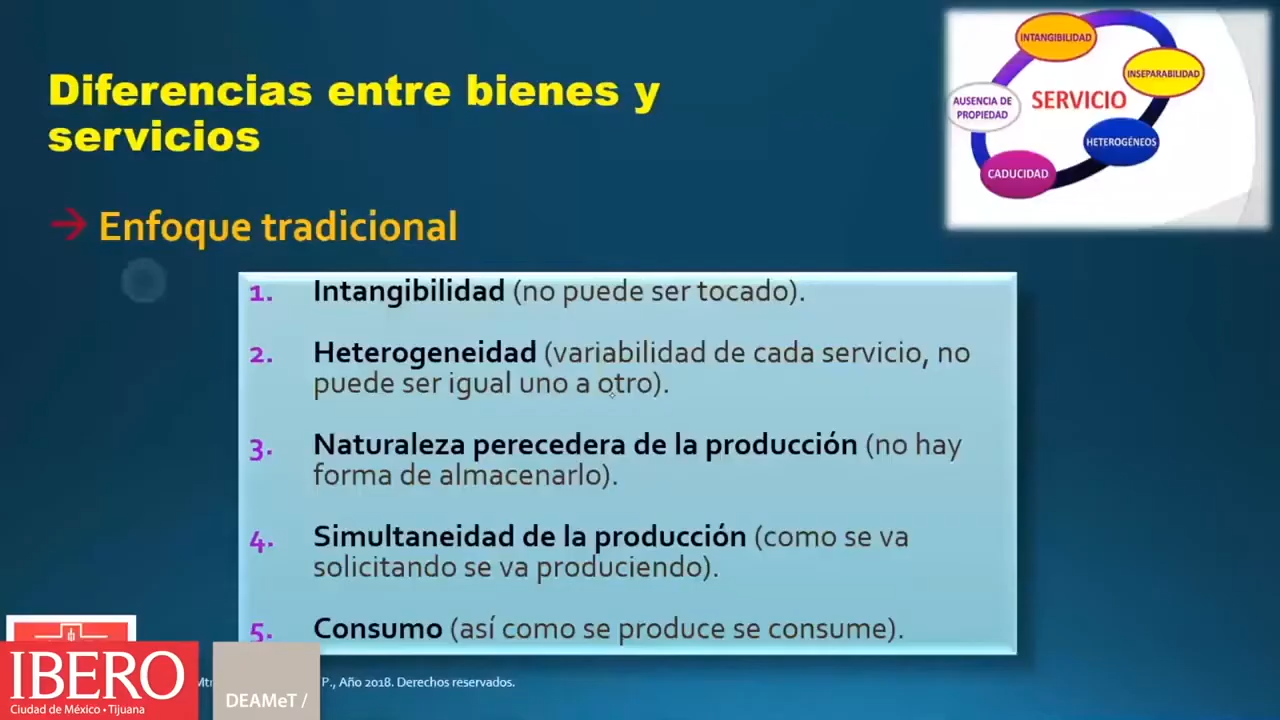 Diferencias entre bienes y
servicios
→ Enfoque tradicional
INTANGIBILIDAD
INSEPARABILIDAD
AUSENCIA DE
PROPIEDAD
SERVICIO
HETEROGÉNEOS
CADUCIDAD
1. Intangibilidad (no puede ser tocado).
2. Heterogeneidad (variabilidad de cada servicio, no
puede ser igual uno a otro).
3. Naturaleza perecedera de la producción (no hay
forma de almacenarlo).
4. Simultaneidad de la producción (como se va
solicitando se va produciendo).
5. Consumo (así como se produce se consume).
IBERO
Ciudad de México • Tijuana
DEAMeT /
P., Año 2018. Derechos reservados.